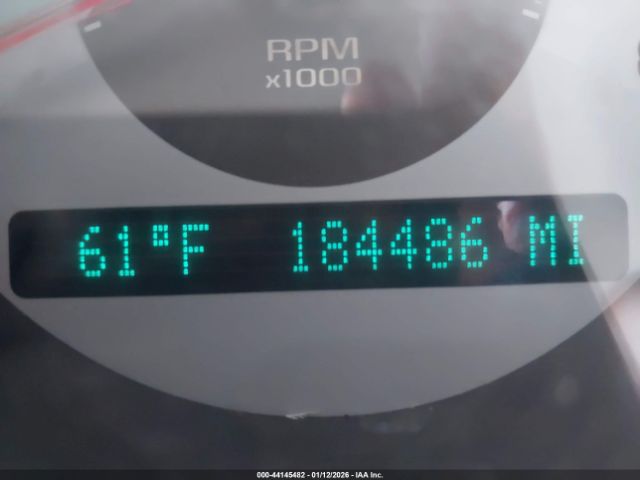 RPM
x1000
61°F 184486 MI
000-44145482 - 01/12/2026 - IAA Inc.